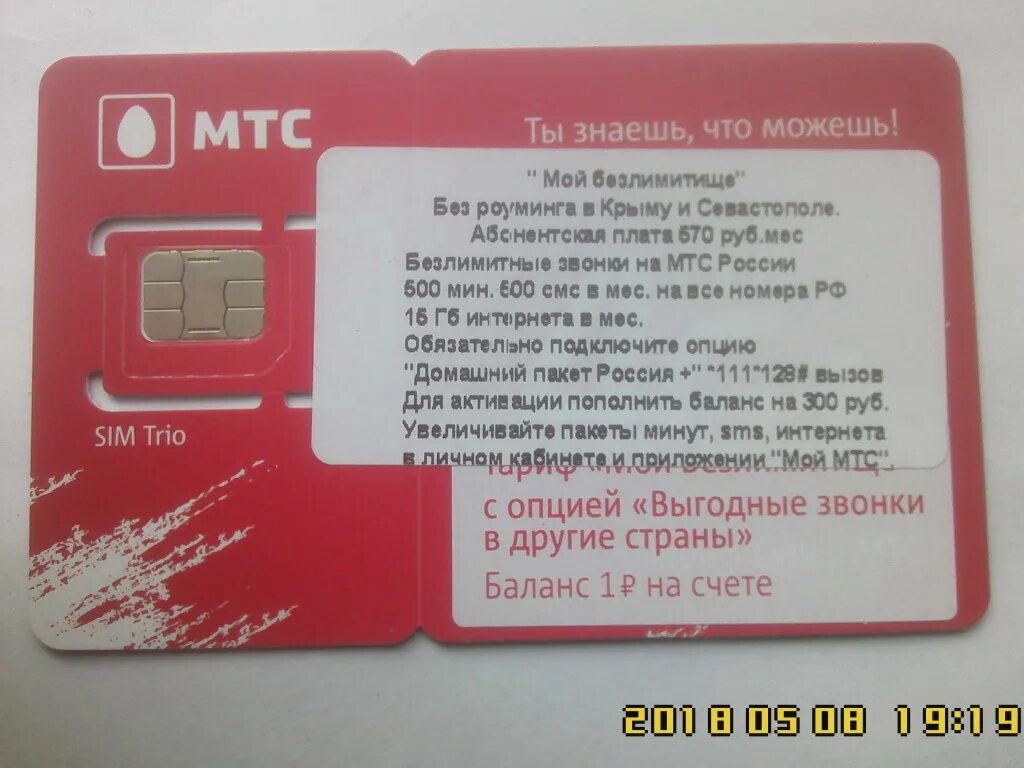 МТС
Ты знаешь, что можешь!
" Мой безлимитище"
Без роуминга в Крыму и Севастополе.
Абонентская плата 570 руб.мес
Безлимитные звонки на МТС России
500 мин. 500 смс в мес. на все номера РФ
15 Гб интернета в мес.
Обязательно подключите опцию
"Домашний пакет Россия +" *111*128# вызов
Для активации пополнить баланс на 300 руб.
Увеличивайте пакеты минут, sms, интернета
в личном кабинете и приложении "Мой МТС"
SIM Trio
тариф «Мой
с опцией «Выгодные звонки
в другие страны»
Баланс 1₽ на счете
2018 05 08 19:19